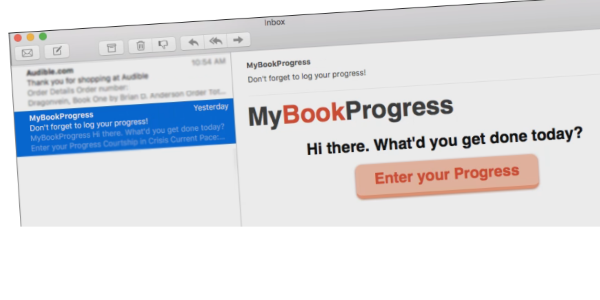 Inbox
Audible.com 10:54 AM
Thank you for shopping at Audible
Order Details Order number:
Dragonvein, Book One by Brian D. Anderson Order Tot...
MyBookProgress Yesterday
Don't forget to log your progress!
MyBookProgress Hi there. What'd you get done today?
Enter your Progress Courtship in Crisis Current Pace:...
MyBookProgress
Don't forget to log your progress!
MyBookProgress
Hi there. What'd you get done today?
Enter your Progress